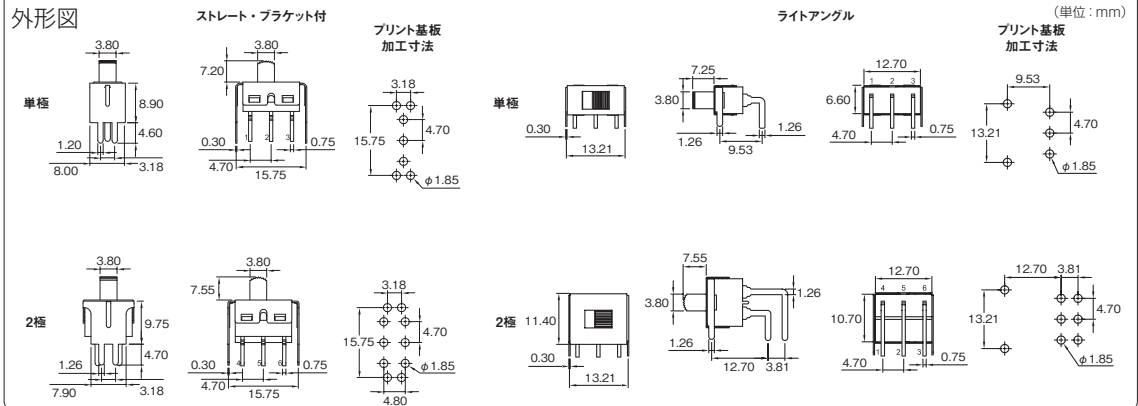 外形図
(単位：mm)
ストレート・ブラケット付
プリント基板
加工寸法
ライトアングル
プリント基板
加工寸法
単極
3.80
8.90
4.60
1.20
8.00
3.18
3.80
7.20
1 2 3
0.30
0.75
4.70
15.75
3.18
4.70
15.75
φ1.85
単極
0.30
13.21
7.25
3.80
1.26
1.26
9.53
12.70
1 2 3
6.60
4.70
0.75
9.53
13.21
4.70
φ1.85
2極
3.80
9.75
4.70
1.26
7.90
3.18
3.80
7.55
4 5 6
0.30
0.75
4.70
15.75
3.18
4.70
15.75
φ1.85
4.80
2極
11.40
0.30
13.21
7.55
3.80
1.26
1.26
12.70
3.81
12.70
4 5 6
10.70
1 2 3
4.70
0.75
12.70
3.81
13.21
4.70
φ1.85